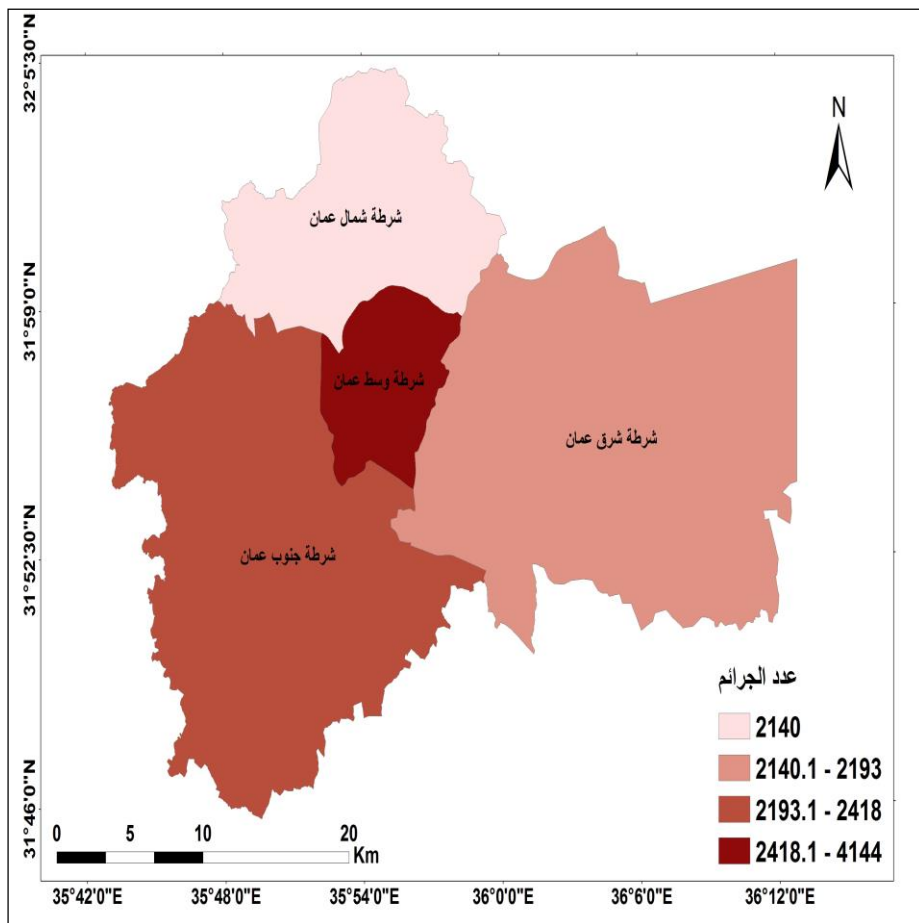 N
32°5'30"N
31°59'0"N
31°52'30"N
31°46'0"N
شرطة شمال عمان
شرطة وسط عمان
شرطة شرق عمان
شرطة جنوب عمان
عدد الجرائم
2140
2140.1 - 2193
2193.1 - 2418
2418.1 - 4144
0 5 10 20
Km
35°42'0"E 35°48'0"E 35°54'0"E 36°0'0"E 36°6'0"E 36°12'0"E